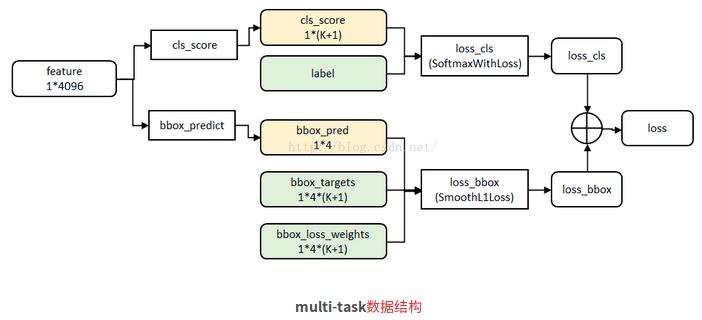 feature
1*4096
cls_score
bbox_predict
cls_score
1*(K+1)
label
bbox_pred
1*4
http://blog.csdn.net/
bbox_targets
1*4*(K+1)
bbox_loss_weights
1*4*(K+1)
loss_cls
(SoftmaxWithLoss)
loss_bbox
(SmoothL1Loss)
loss_cls
loss_bbox
loss
multi-task数据结构